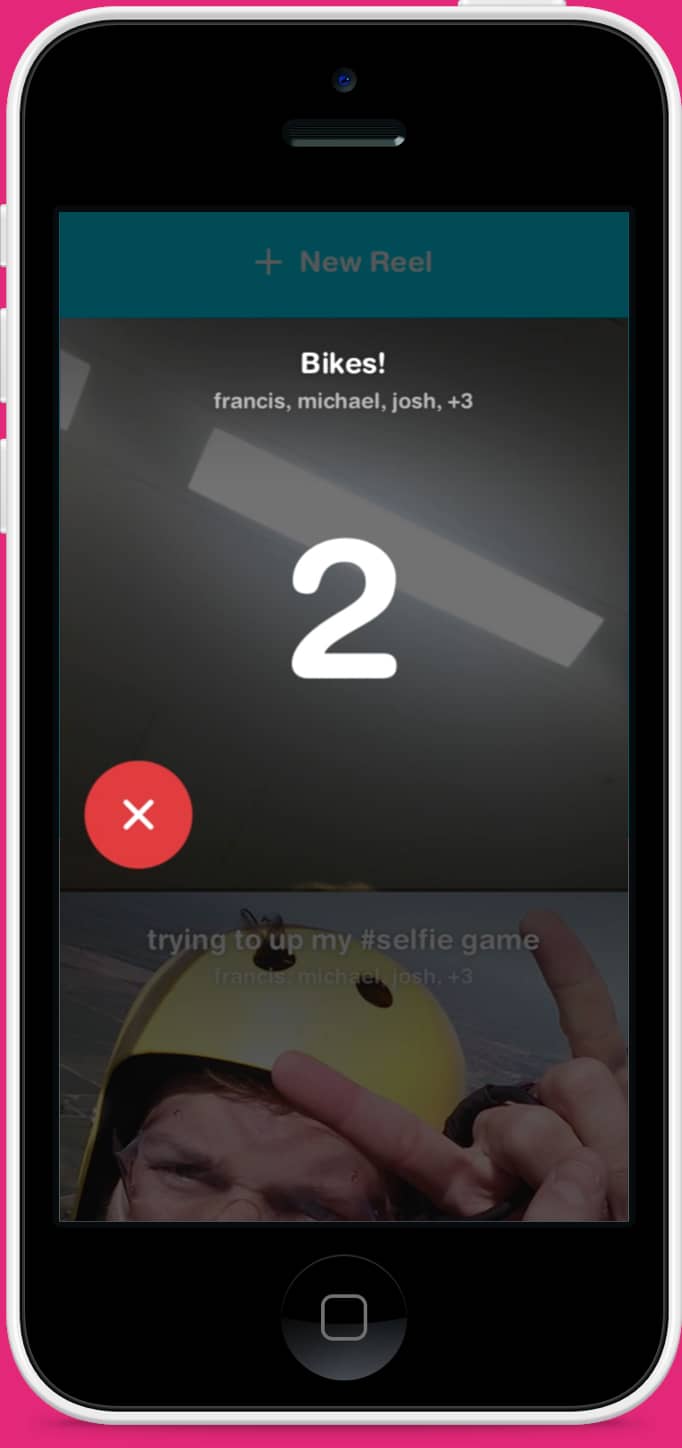 + New Reel
Bikes!
francis, michael, josh, +3
2
trying to up my #selfie game
francis, michael, josh, +3